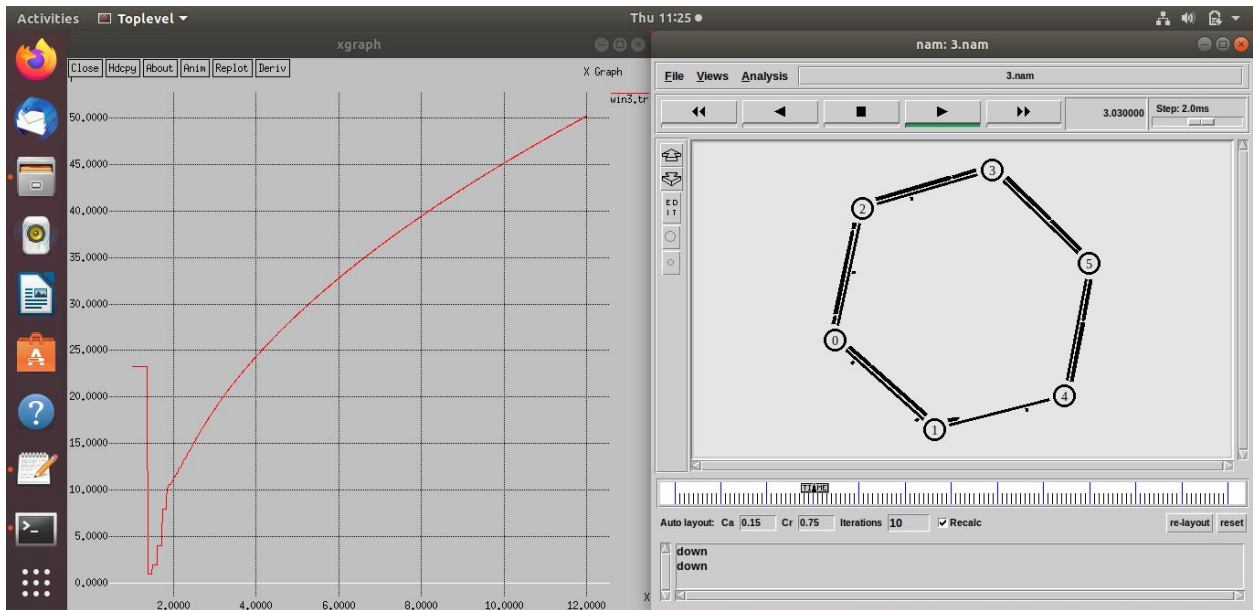 Activities Toplevel Thu 11:25
xgraph
Close Hdcpy About Anim Replot Deriv
X Graph
win3.tr
50.0000
45.0000
40.0000
35.0000
30.0000
25.0000
20.0000
15.0000
10.0000
5.0000
0.0000
2.0000 4.0000 6.0000 8.0000 10.0000 12.0000
X
nam: 3.nam
File Views Analysis 3.nam
3.030000 Step: 2.0ms
ED
IT
3
2
5
0
4
1
TIME
Auto layout: Ca 0.15 Cr 0.75 Iterations 10 Recalc re-layout reset
down
down